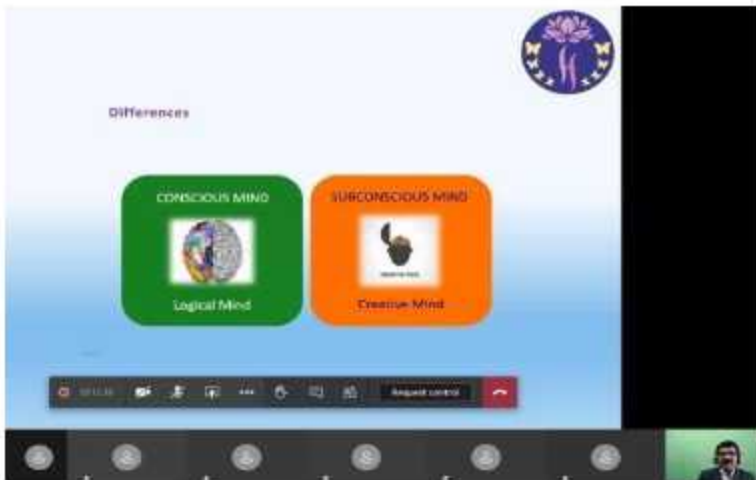 Differences
CONSCIOUS MIND
SUBCONSCIOUS MIND
Logical Mind
Creative Mind
Request control